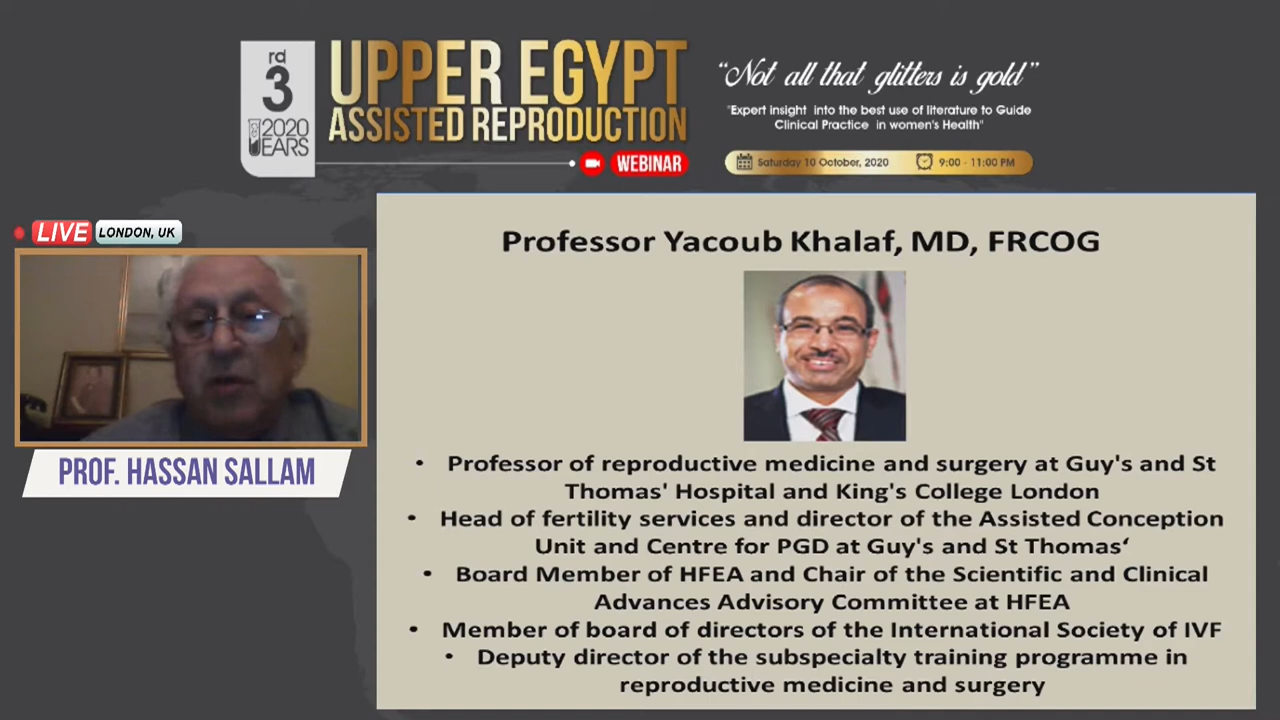 3rd
2020
YEARS
UPPER EGYPT
ASSISTED REPRODUCTION
WEBINAR
“Not all that glitters is gold”
"Expert insight into the best use of literature to Guide
Clinical Practice in women's Health"
Saturday 10 October, 2020 9:00 - 11:00 PM
LIVE LONDON, UK
PROF. HASSAN SALLAM
Professor Yacoub Khalaf, MD, FRCOG
• Professor of reproductive medicine and surgery at Guy's and St
Thomas' Hospital and King's College London
• Head of fertility services and director of the Assisted Conception
Unit and Centre for PGD at Guy's and St Thomas‘
• Board Member of HFEA and Chair of the Scientific and Clinical
Advances Advisory Committee at HFEA
• Member of board of directors of the International Society of IVF
• Deputy director of the subspecialty training programme in
reproductive medicine and surgery